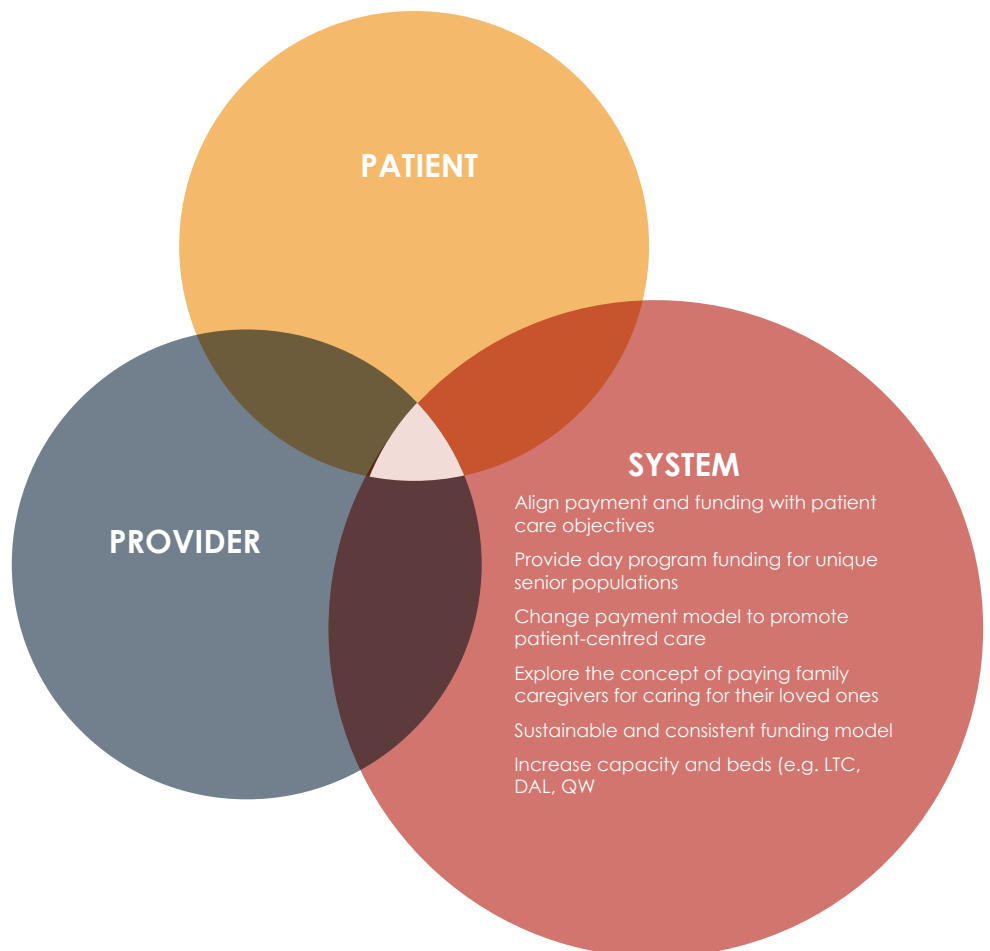 PATIENT
PROVIDER
SYSTEM
Align payment and funding with patient
care objectives
Provide day program funding for unique
senior populations
Change payment model to promote
patient-centred care
Explore the concept of paying family
caregivers for caring for their loved ones
Sustainable and consistent funding model
Increase capacity and beds (e.g. LTC,
DAL, QW